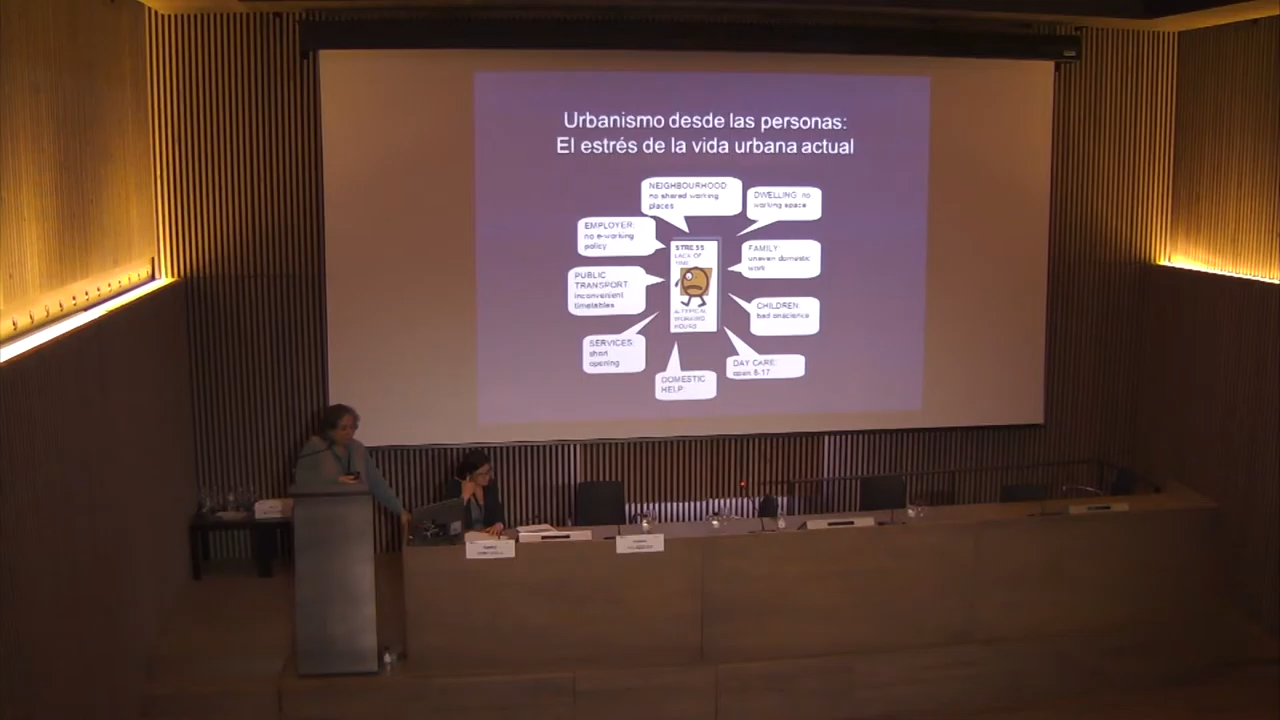 Urbanismo desde las personas:
El estrés de la vida urbana actual
NEIGHBOURHOOD
no shared working
places
DWELLING: no
working space
EMPLOYER:
no e-working
policy
STRESS
LACK OF
TIME
FAMILY:
uneven domestic
work
PUBLIC
TRANSPORT
inconvenient
timetables
CHILDREN:
bad conscience
ATYPICAL
WORKING
HOURS
SERVICES:
short
opening
DAY CARE:
open 8-17
DOMESTIC
HELP: